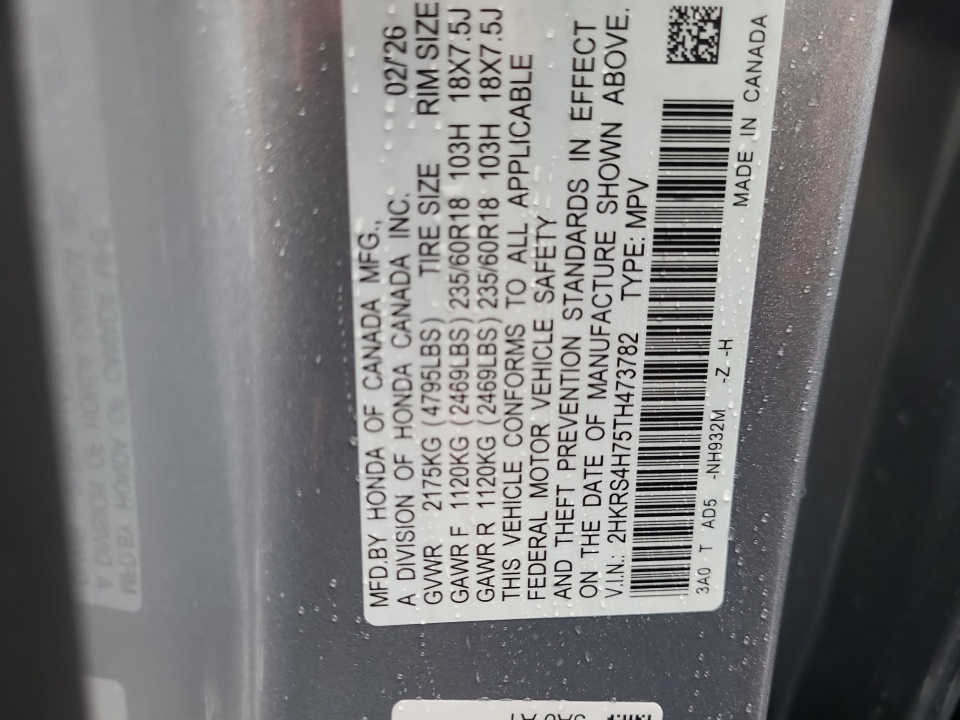 MFD.BY HONDA OF CANADA MFG., 02/26
A DIVISION OF HONDA CANADA INC.
GVWR 2175KG (4795LBS) TIRE SIZE RIM SIZE
GAWR F 1120KG (2469LBS) 235/60R18 103H 18X7.5J
GAWR R 1120KG (2469LBS) 235/60R18 103H 18X7.5J
THIS VEHICLE CONFORMS TO ALL APPLICABLE
FEDERAL MOTOR VEHICLE SAFETY
AND THEFT PREVENTION STANDARDS IN EFFECT
ON THE DATE OF MANUFACTURE SHOWN ABOVE.
V.I.N.: 2HKRS4H75TH473782 TYPE: MPV
3A0 T AD5 -NH932M -Z -H
MADE IN CANADA